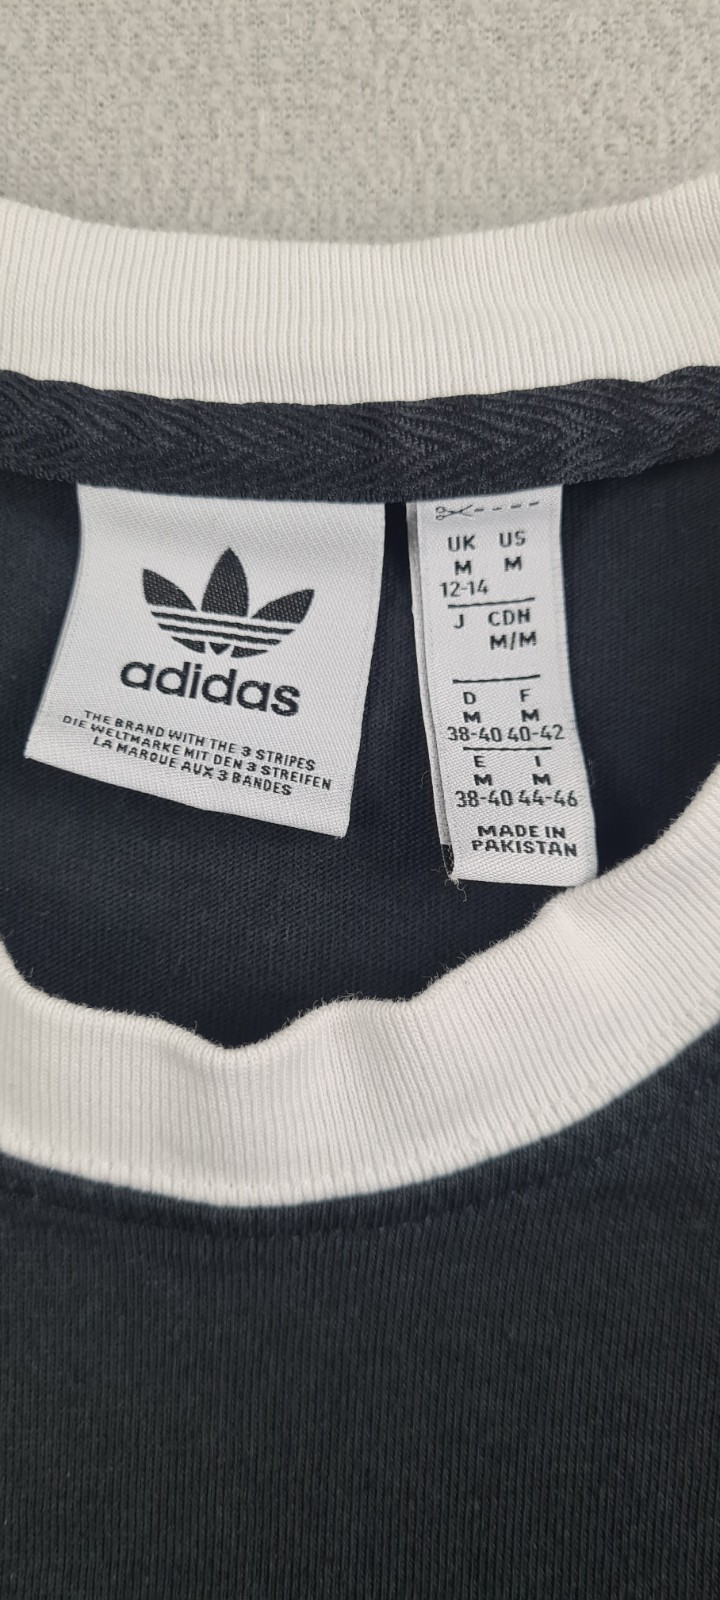 adidas
THE BRAND WITH THE 3 STRIPES
DIE WELTMARKE MIT DEN 3 STREIFEN
LA MARQUE AUX 3 BANDES
UK US
M M
12-14
J CDN
M/M
D F
M M
38-40 40-42
E I
M M
38-40 44-46
MADE IN
PAKISTAN